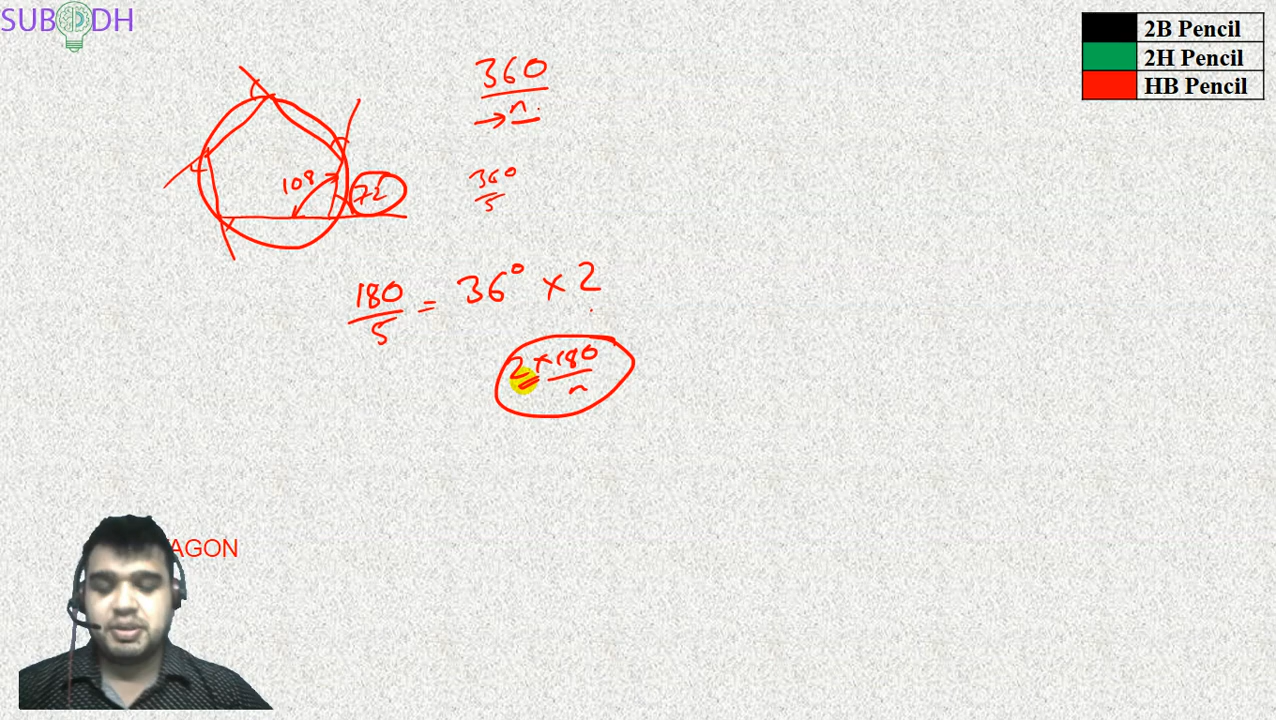 SUBODH
2B Pencil
2H Pencil
HB Pencil
360
n
108
72
360
5
180
5
= 36° × 2
2 × 180
n
AGON